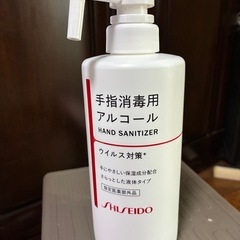 手指消毒用
アルコール
HAND SANITIZER
ウイルス対策*
手にやさしい保湿成分配合
さらっとした液体タイプ
指定医薬部外品
SHISEIDO